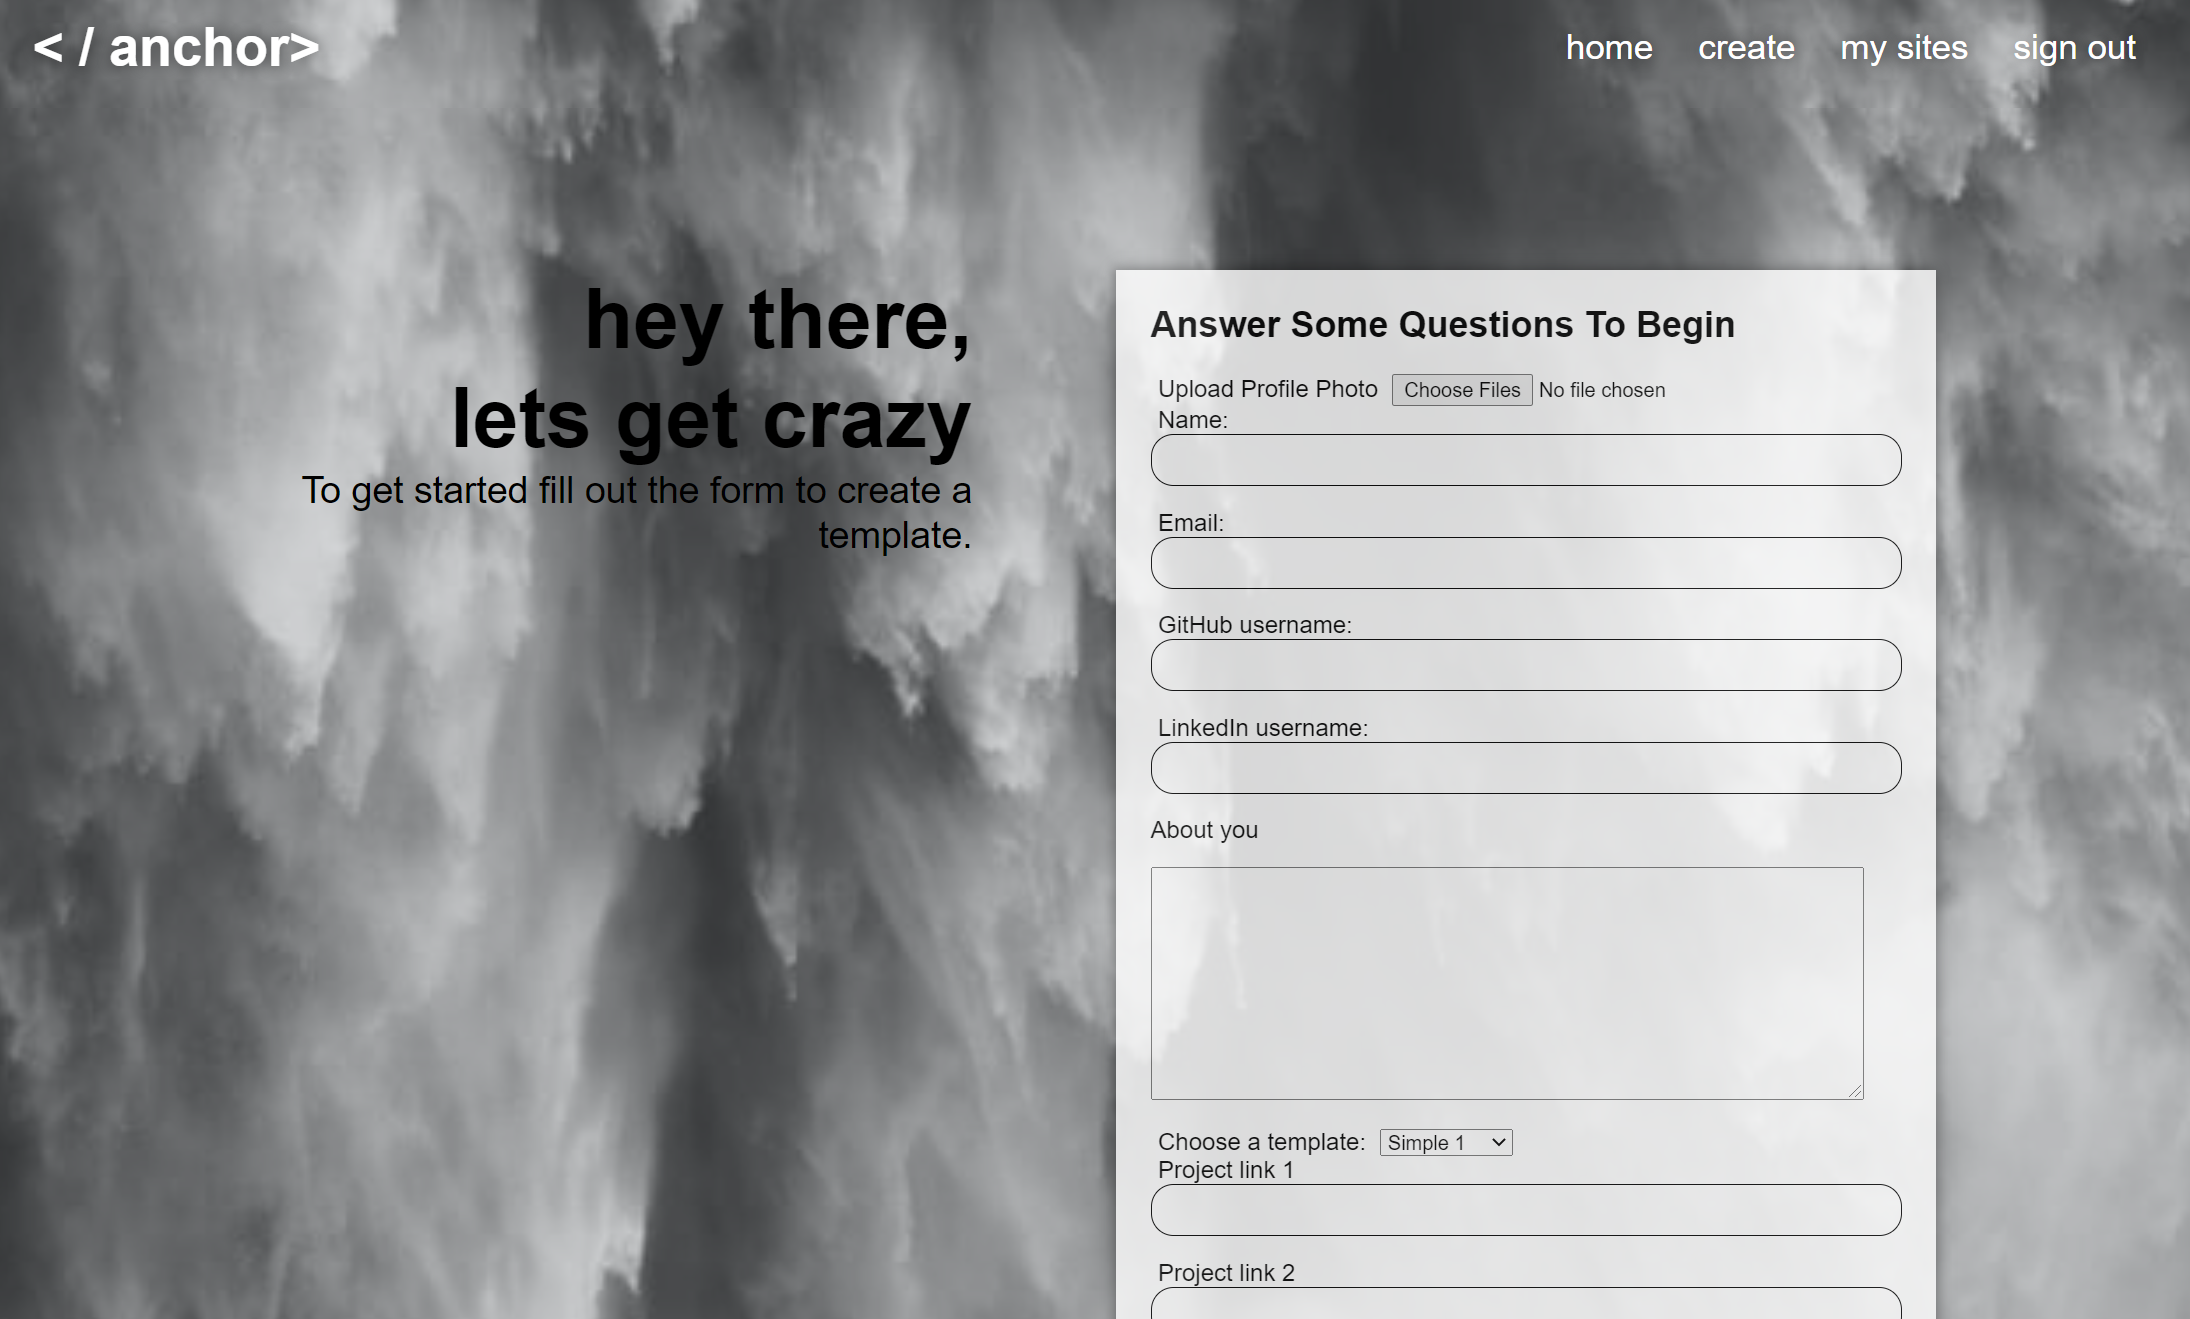 < / anchor>
home create my sites sign out
hey there,
lets get crazy
To get started fill out the form to create a
template.
Answer Some Questions To Begin
Upload Profile Photo Choose Files No file chosen
Name:
Email:
GitHub username:
LinkedIn username:
About you
Choose a template: Simple 1
Project link 1
Project link 2